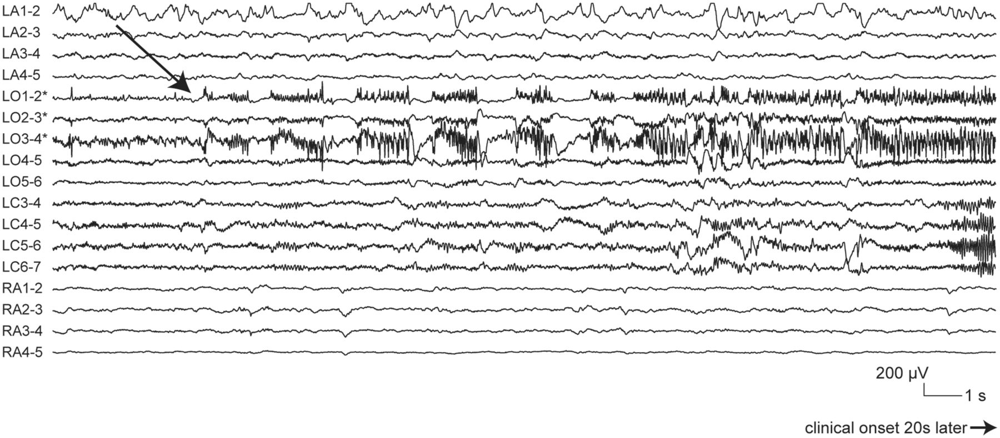 LA1-2
LA2-3
LA3-4
LA4-5
LO1-2*
LO2-3*
LO3-4*
LO4-5
LO5-6
LC3-4
LC4-5
LC5-6
LC6-7
RA1-2
RA2-3
RA3-4
RA4-5
200 µV
1 s
clinical onset 20s later